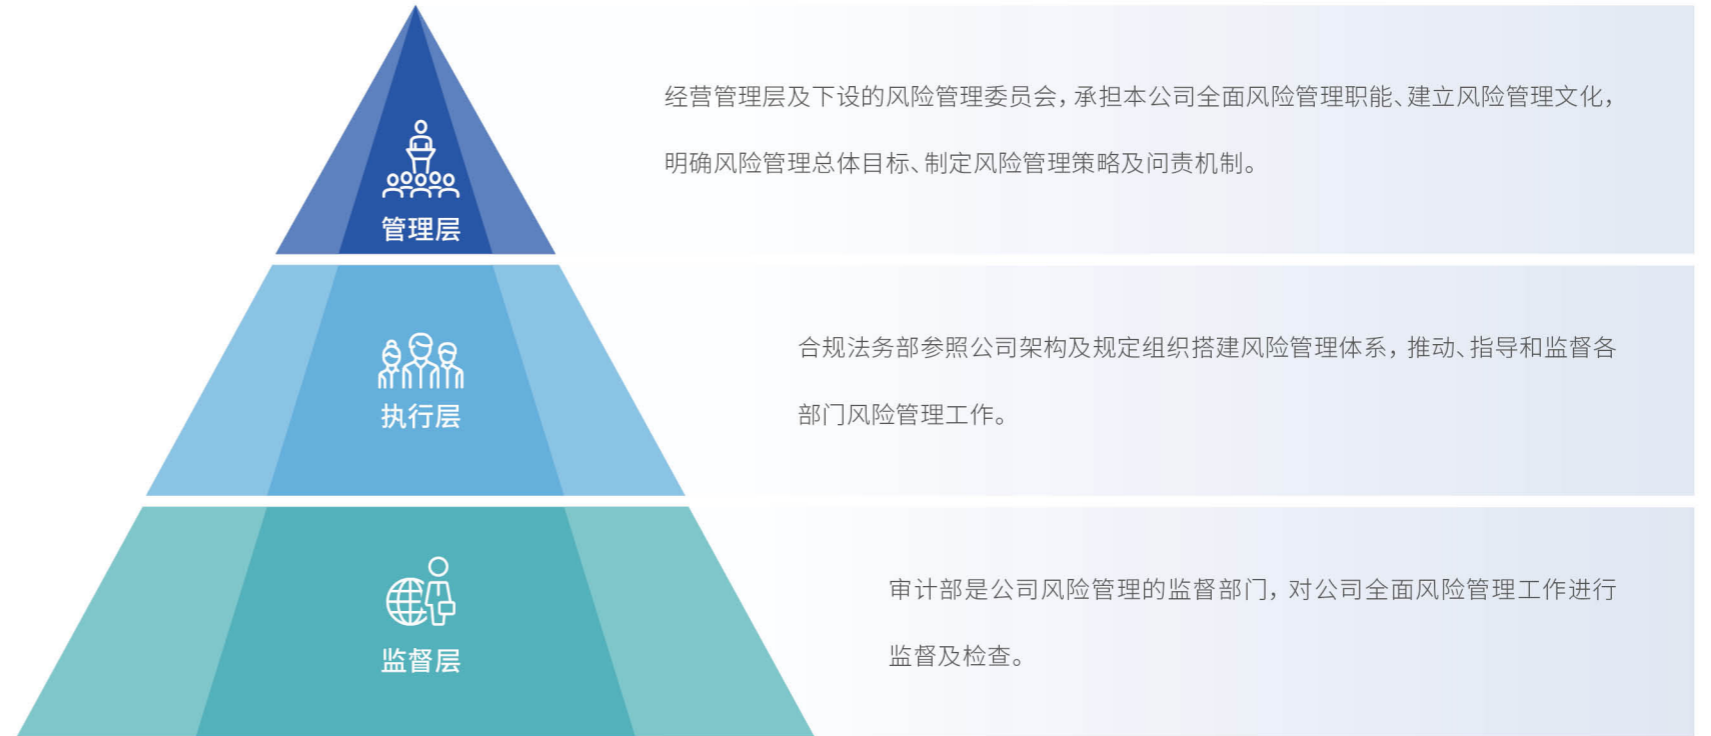 经营管理层及下设的风险管理委员会，承担本公司全面风险管理职能、建立风险管理文化，
明确风险管理总体目标、制定风险管理策略及问责机制。
管理层
合规法务部参照公司架构及规定组织搭建风险管理体系，推动、指导和监督各
部门风险管理工作。
执行层
审计部是公司风险管理的监督部门，对公司全面风险管理工作进行
监督及检查。
监督层